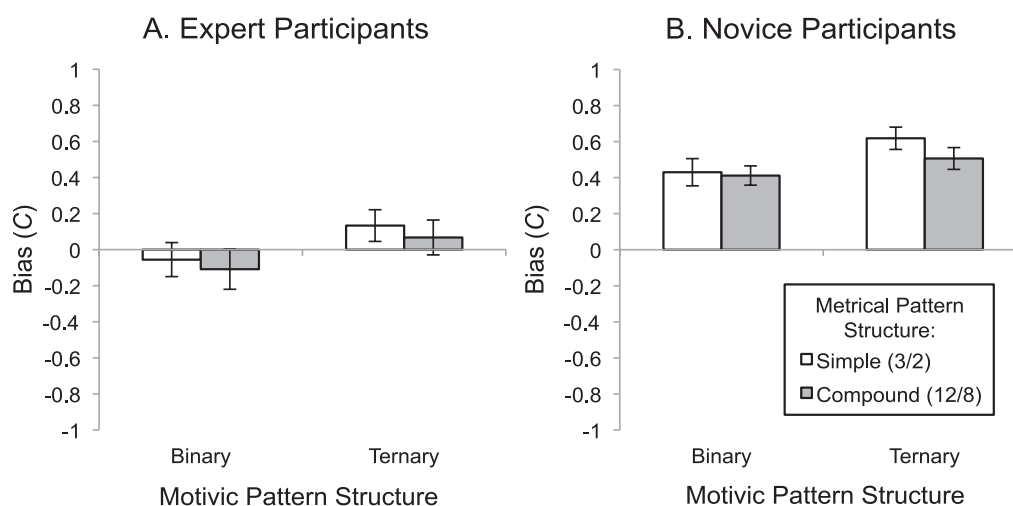 A. Expert Participants
1
0.8
0.6
0.4
0.2
0
-0.2
-0.4
-0.6
-0.8
-1
Bias (C)
Binary
Ternary
Motivic Pattern Structure
B. Novice Participants
1
0.8
0.6
0.4
0.2
0
-0.2
-0.4
-0.6
-0.8
-1
Bias (C)
Metrical Pattern
Structure:
Simple (3/2)
Compound (12/8)
Binary
Ternary
Motivic Pattern Structure